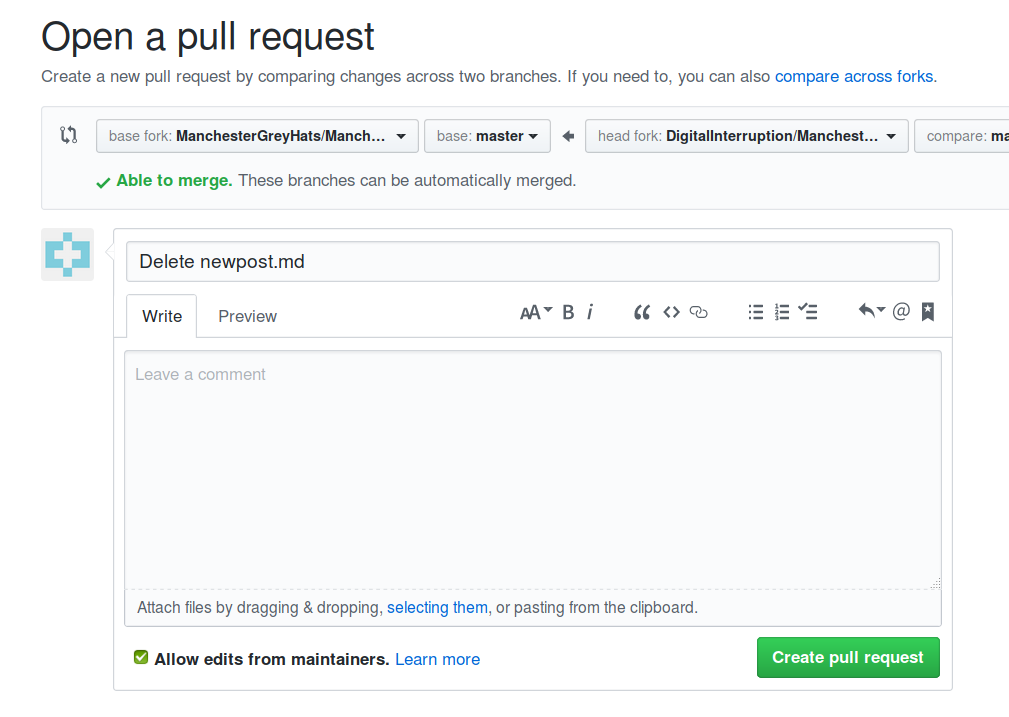 Open a pull request
Create a new pull request by comparing changes across two branches. If you need to, you can also compare across forks.
base fork: ManchesterGreyHats/Manch... base: master head fork: DigitalInterruption/Manchest... compare: ma
Able to merge. These branches can be automatically merged.
Delete newpost.md
Write Preview AA B i @
Leave a comment
Attach files by dragging & dropping, selecting them, or pasting from the clipboard.
Allow edits from maintainers. Learn more Create pull request